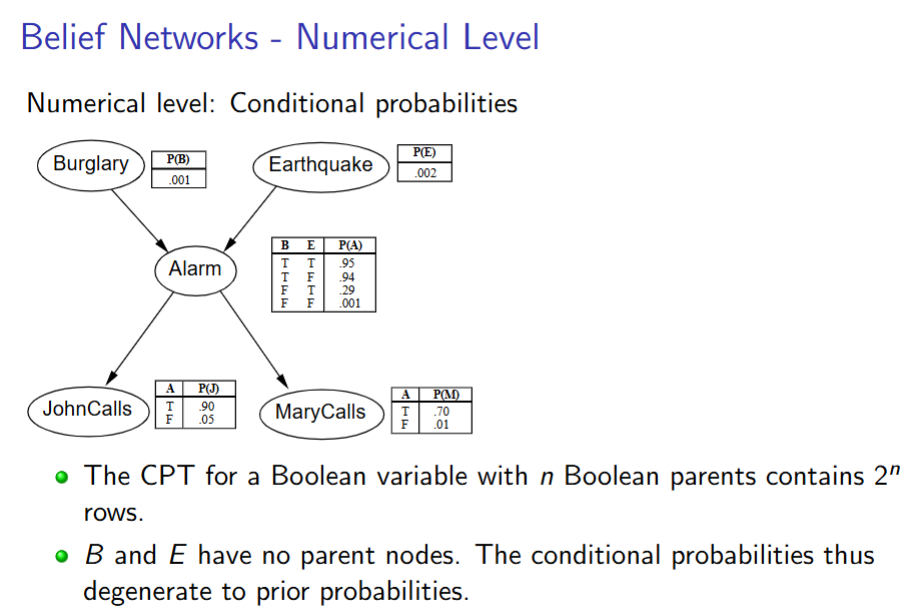 Belief Networks - Numerical Level
Numerical level: Conditional probabilities
Burglary
P(B)
.001
Earthquake
P(E)
.002
Alarm
B E P(A)
T T .95
T F .94
F T .29
F F .001
JohnCalls
A P(J)
T .90
F .05
MaryCalls
A P(M)
T .70
F .01
The CPT for a Boolean variable with n Boolean parents contains 2ⁿ
rows.
B and E have no parent nodes. The conditional probabilities thus
degenerate to prior probabilities.